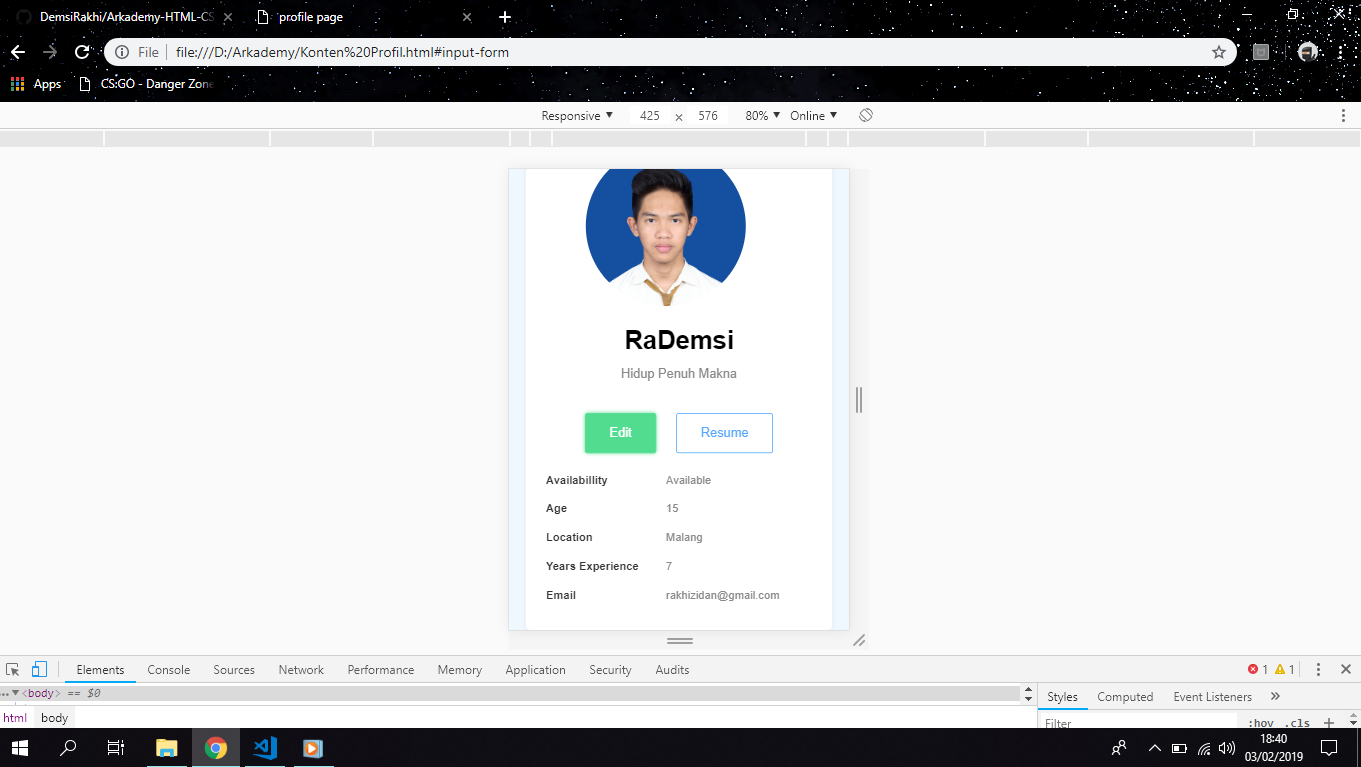 DemsiRakhi/Arkademy-HTML-CS
profile page
File
file:///D:/Arkademy/Konten%20Profil.html#input-form
Apps
CS:GO - Danger Zone
Responsive ▼ 425 × 576 80% ▼ Online ▼
RaDemsi
Hidup Penuh Makna
Edit Resume
Availabillity Available
Age 15
Location Malang
Years Experience 7
Email rakhizidan@gmail.com
Elements Console Sources Network Performance Memory Application Security Audits 1 1
...▼<body> == $0
Styles Computed Event Listeners »
html body
Filter :hov .cls +
18:40
03/02/2019